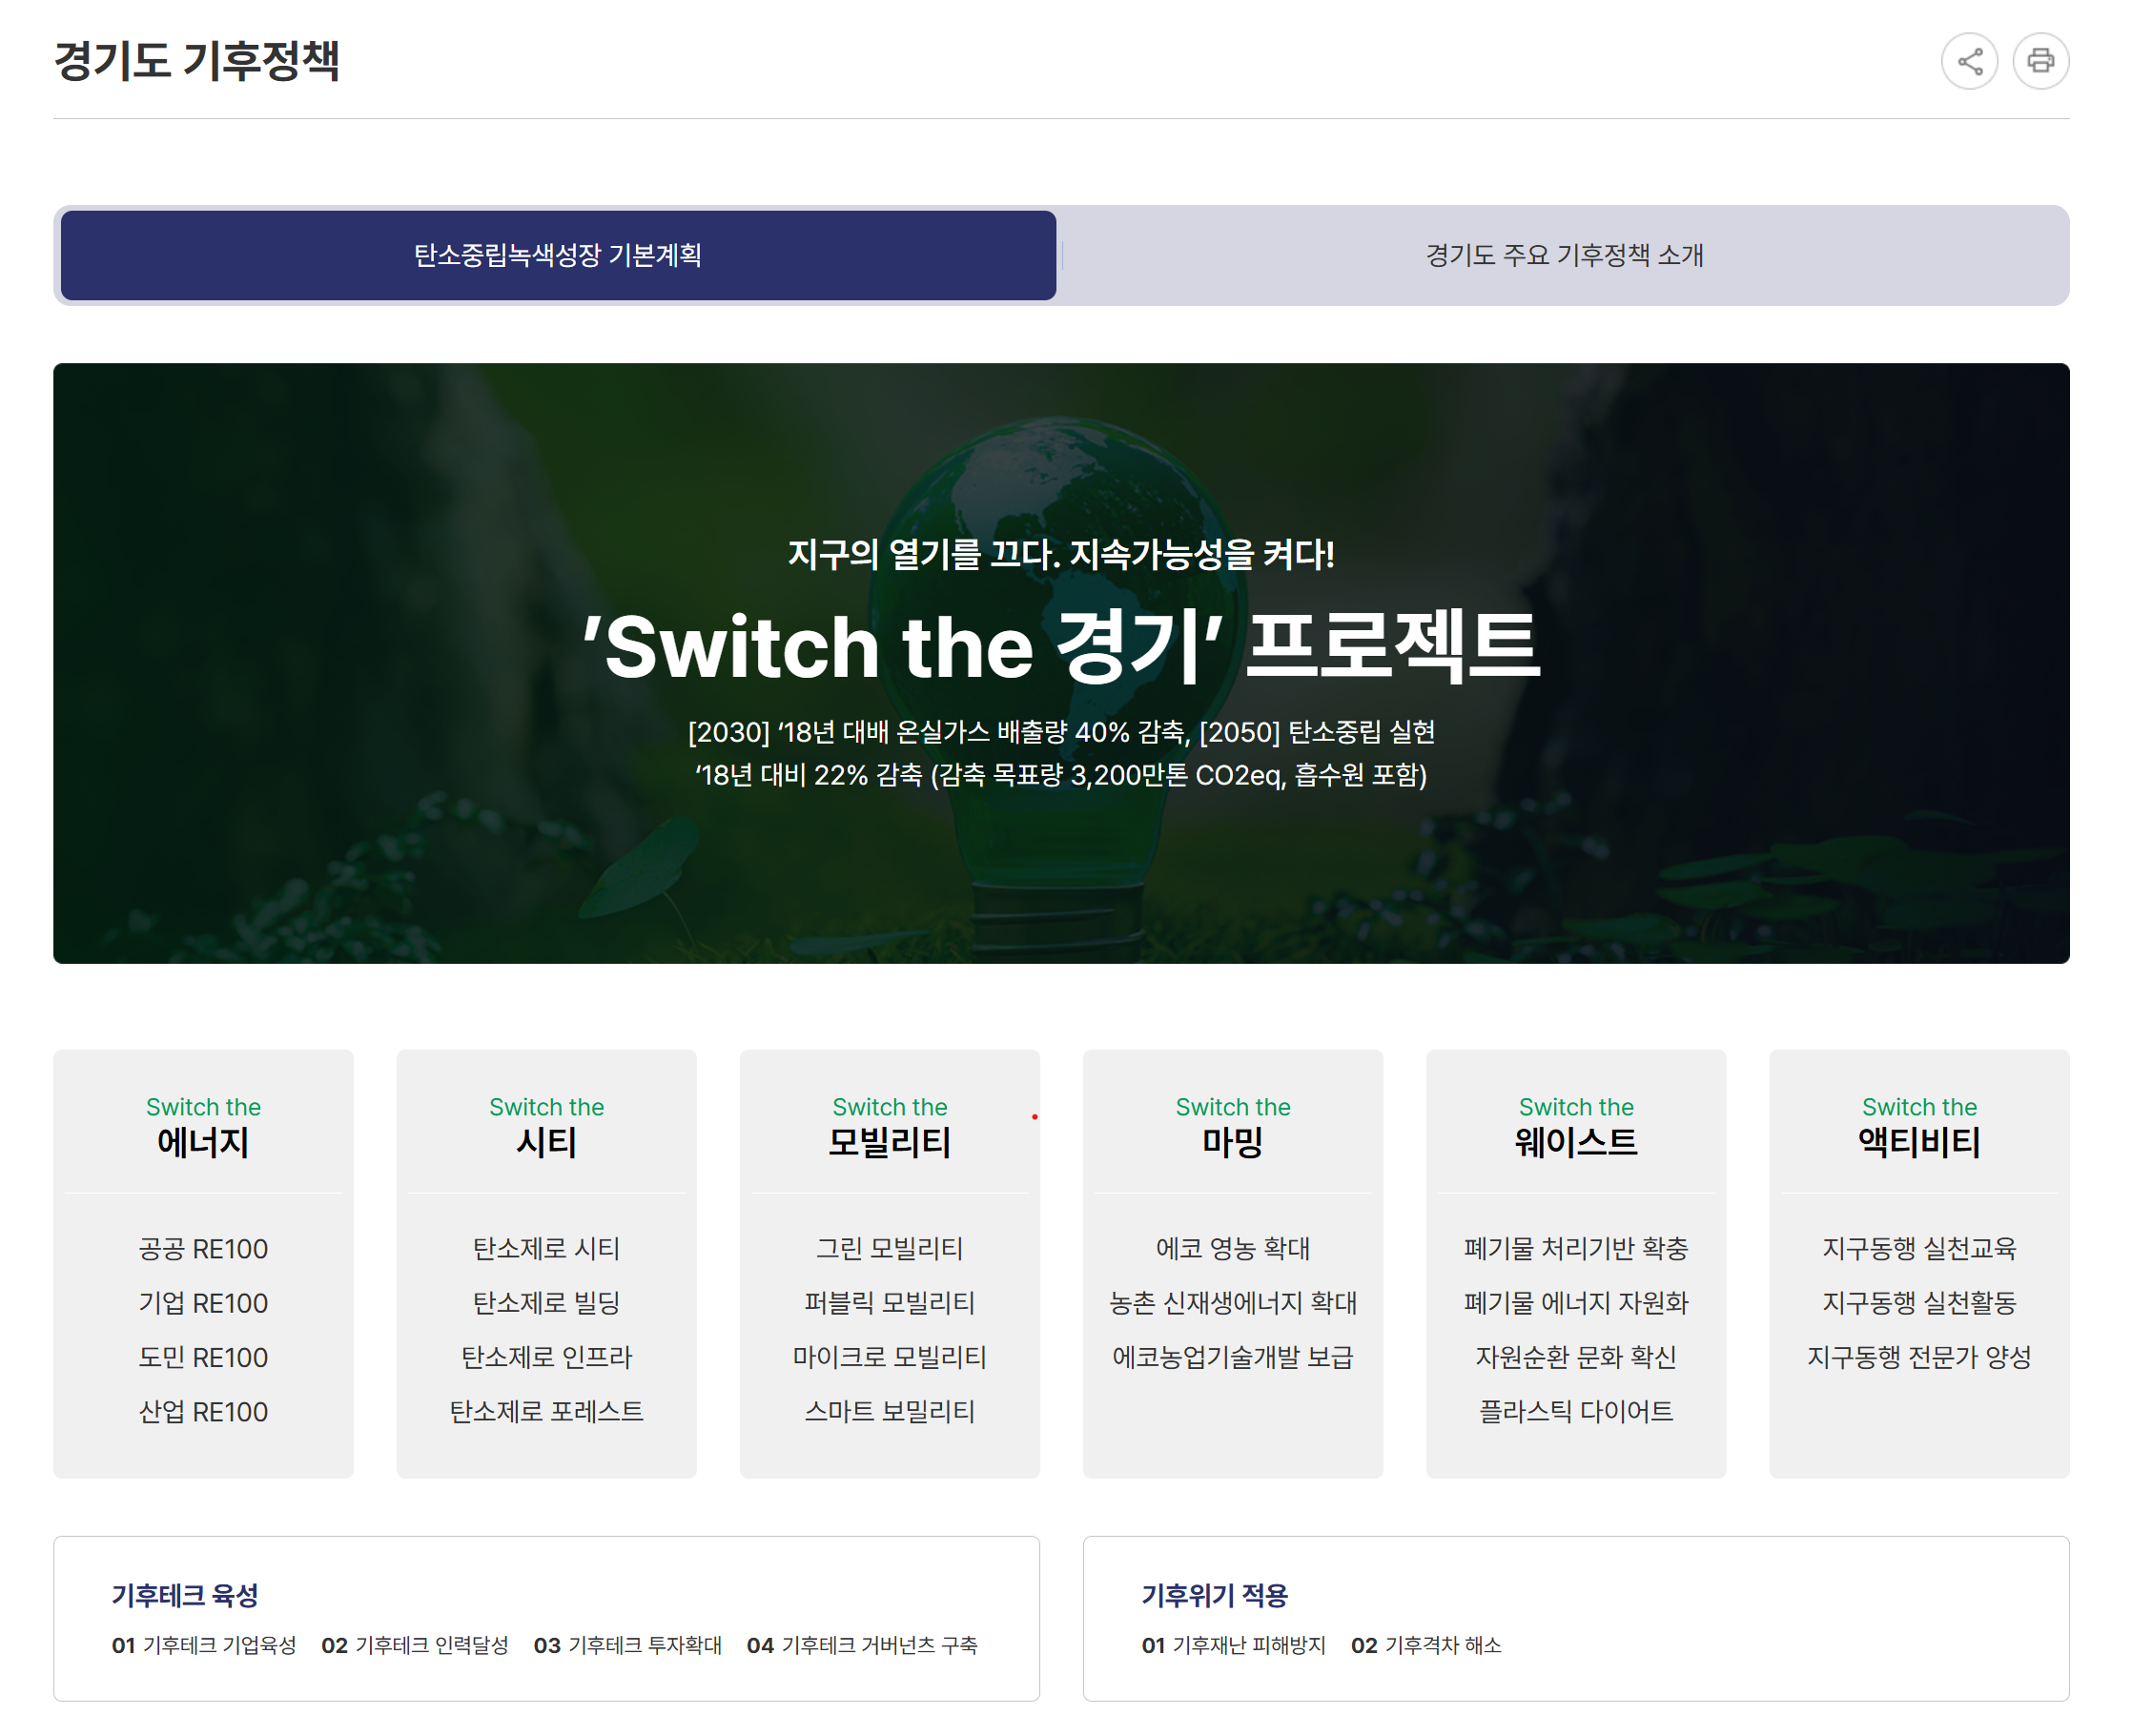 경기도 기후정책
탄소중립녹색성장 기본계획
경기도 주요 기후정책 소개
지구의 열기를 끄다. 지속가능성을 켜다!
'Switch the 경기' 프로젝트
[2030] ‘18년 대배 온실가스 배출량 40% 감축, [2050] 탄소중립 실현
‘18년 대비 22% 감축 (감축 목표량 3,200만톤 CO2eq, 흡수원 포함)
Switch the
에너지
공공 RE100
기업 RE100
도민 RE100
산업 RE100
Switch the
시티
탄소제로 시티
탄소제로 빌딩
탄소제로 인프라
탄소제로 포레스트
Switch the
모빌리티
그린 모빌리티
퍼블릭 모빌리티
마이크로 모빌리티
스마트 보밀리티
Switch the
마밍
에코 영농 확대
농촌 신재생에너지 확대
에코농업기술개발 보급
Switch the
웨이스트
폐기물 처리기반 확충
폐기물 에너지 자원화
자원순환 문화 확신
플라스틱 다이어트
Switch the
액티비티
지구동행 실천교육
지구동행 실천활동
지구동행 전문가 양성
기후테크 육성
01 기후테크 기업육성 02 기후테크 인력달성 03 기후테크 투자확대 04 기후테크 거버넌츠 구축
기후위기 적용
01 기후재난 피해방지 02 기후격차 해소